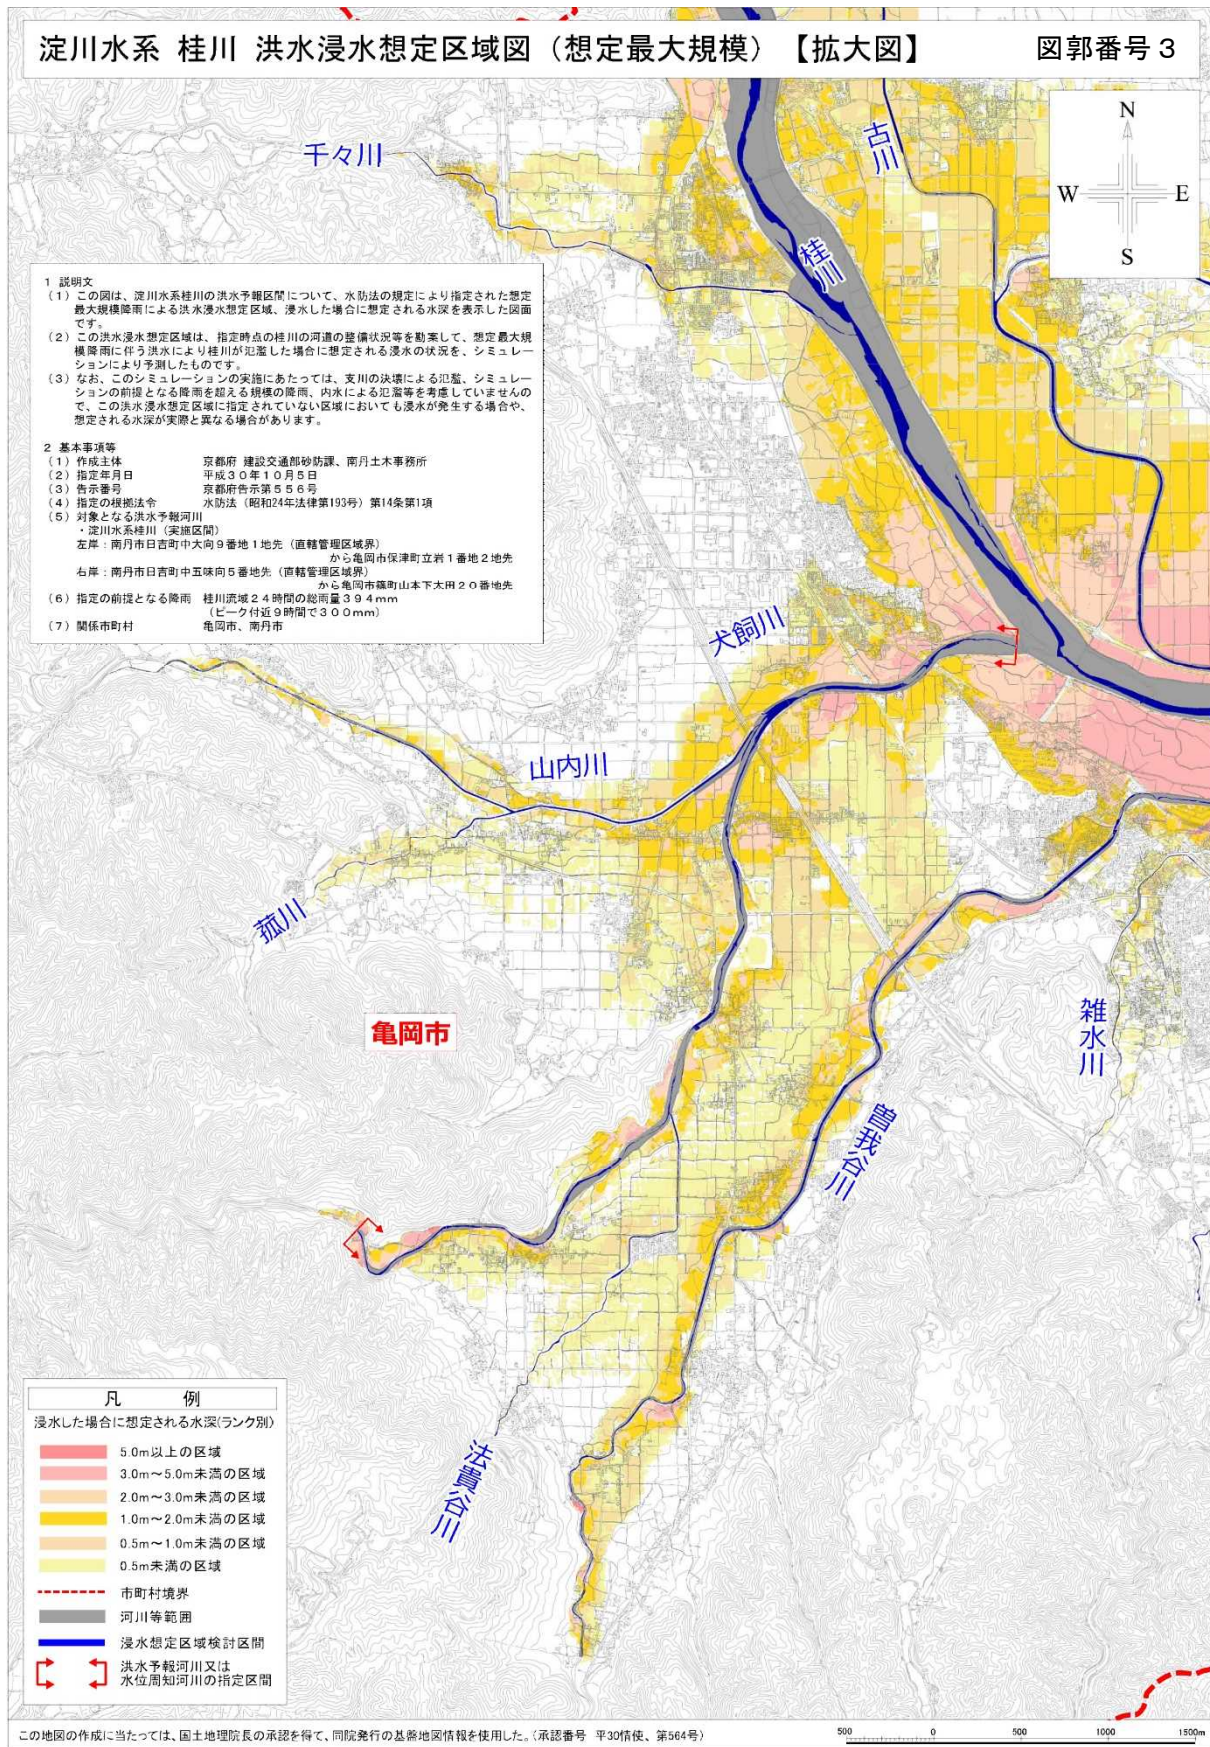 淀川水系 桂川 洪水浸水想定区域図（想定最大規模）【拡大図】 図郭番号３
N
W E
S
千々川
古川
桂川
1 説明文
（1）この図は、淀川水系桂川の洪水予報区間について、水防法の規定により指定された想定
最大規模降雨による洪水浸水想定区域、浸水した場合に想定される水深を表示した図面
です。
（2）この洪水浸水想定区域は、指定時点の桂川の河道の整備状況等を勘案して、想定最大規
模降雨に伴う洪水により桂川が氾濫した場合に想定される浸水の状況を、シミュレー
ションにより予測したものです。
（3）なお、このシミュレーションの実施にあたっては、支川の決壊による氾濫、シミュレー
ションの前提となる降雨を超える規模の降雨、内水による氾濫等を考慮していませんの
で、この洪水浸水想定区域に指定されていない区域においても浸水が発生する場合や、
想定される水深が実際と異なる場合があります。
2 基本事項等
（1）作成主体 京都府 建設交通部砂防課、南丹土木事務所
（2）指定年月日 平成３０年１０月５日
（3）告示番号 京都府告示第５５６号
（4）指定の根拠法令 水防法（昭和24年法律第193号）第14条第1項
（5）対象となる洪水予報河川
・淀川水系桂川（実施区間）
左岸：南丹市日吉町中大向９番地１地先（直轄管理区域界）
から亀岡市保津町立岩１番地２地先
右岸：南丹市日吉町中五味向５番地先（直轄管理区域界）
から亀岡市篠町山本下太田２０番地先
（6）指定の前提となる降雨 桂川流域２４時間の総雨量３９４mm
（ピーク付近９時間で３００mm）
（7）関係市町村 亀岡市、南丹市
犬飼川
山内川
菰川
亀岡市
雑水川
曽我谷川
法貴谷川
凡 例
浸水した場合に想定される水深(ランク別)
5.0m以上の区域
3.0m～5.0m未満の区域
2.0m～3.0m未満の区域
1.0m～2.0m未満の区域
0.5m～1.0m未満の区域
0.5m未満の区域
市町村境界
河川等範囲
浸水想定区域検討区間
洪水予報河川又は
水位周知河川の指定区間
この地図の作成に当たっては、国土地理院長の承認を得て、同院発行の基盤地図情報を使用した。（承認番号 平30情使、第564号）
500 0 500 1000 1500m